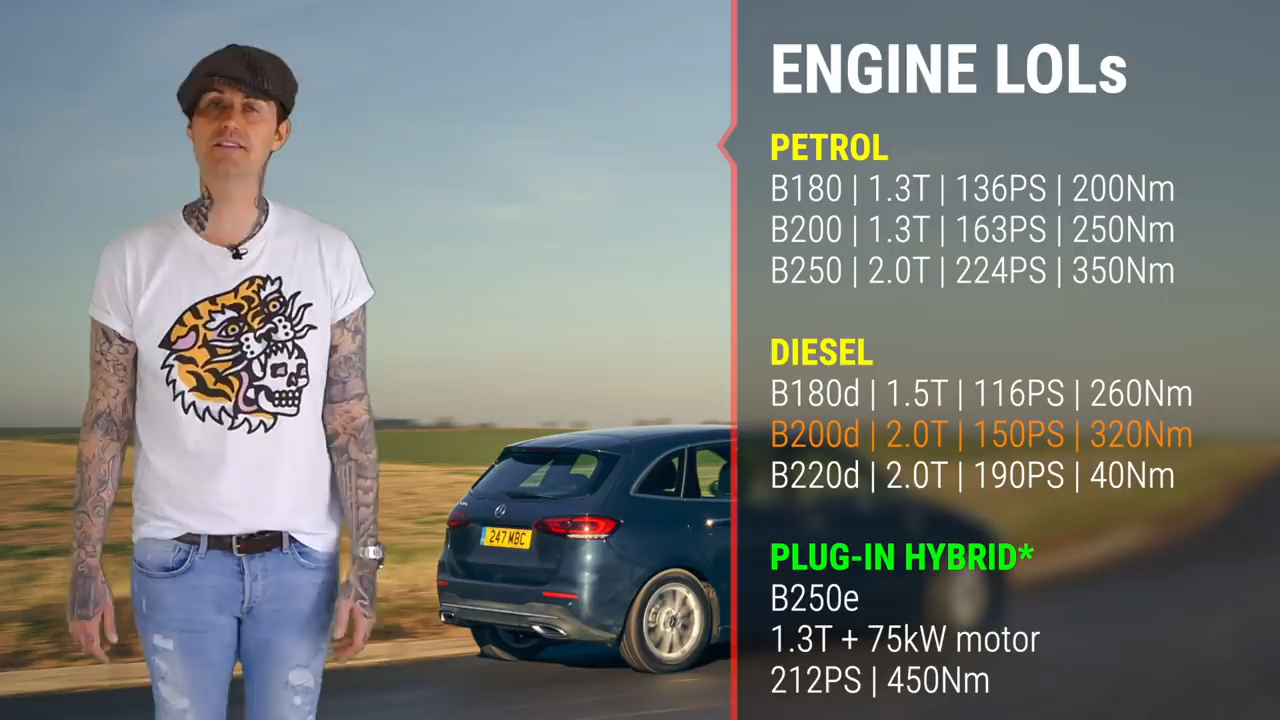 ENGINE LOLs
PETROL
B180 | 1.3T | 136PS | 200Nm
B200 | 1.3T | 163PS | 250Nm
B250 | 2.0T | 224PS | 350Nm
DIESEL
B180d | 1.5T | 116PS | 260Nm
B200d | 2.0T | 150PS | 320Nm
B220d | 2.0T | 190PS | 40Nm
PLUG-IN HYBRID*
B250e
1.3T + 75kW motor
212PS | 450Nm
247 MBC